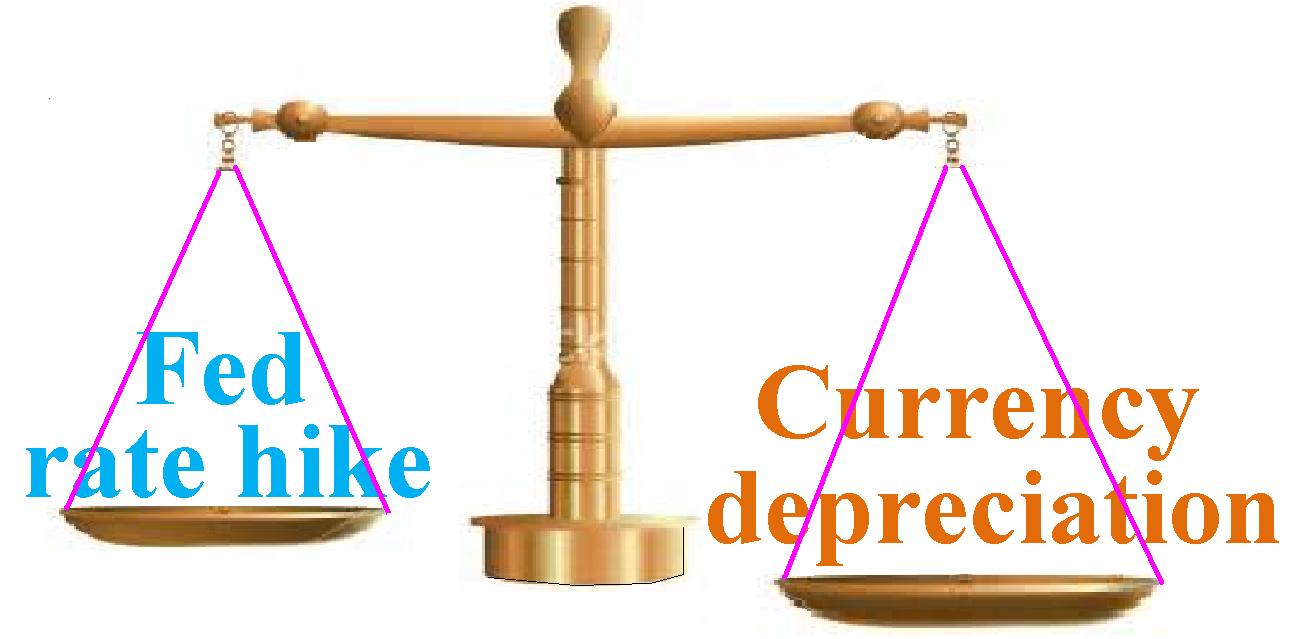 Fed
rate hike
Currency
depreciation